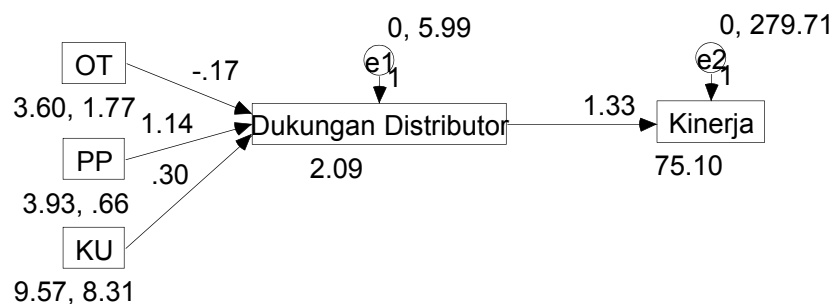 0, 5.99
0, 279.71
OT
-.17
e1
1
e2
1
3.60, 1.77
1.14
Dukungan Distributor
1.33
Kinerja
PP
.30
2.09
75.10
3.93, .66
KU
9.57, 8.31